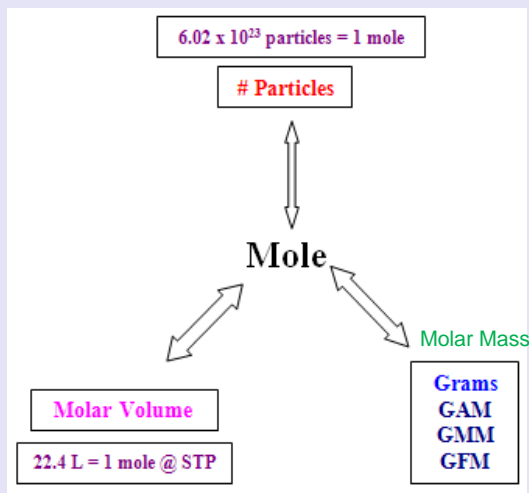 6.02 x 10²³ particles = 1 mole
# Particles
Mole
Molar Mass
Molar Volume
22.4 L = 1 mole @ STP
Grams
GAM
GMM
GFM